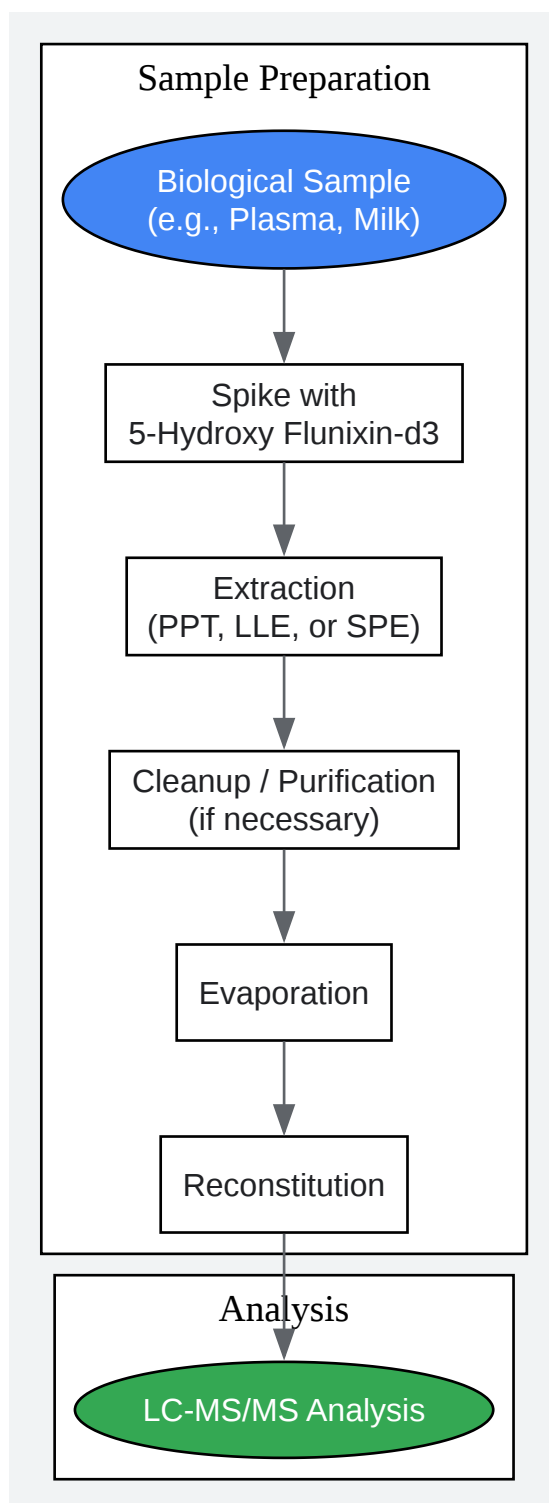 Sample Preparation
Biological Sample
(e.g., Plasma, Milk)
Spike with
5-Hydroxy Flunixin-d3
Extraction
(PPT, LLE, or SPE)
Cleanup / Purification
(if necessary)
Evaporation
Reconstitution
Analysis
LC-MS/MS Analysis